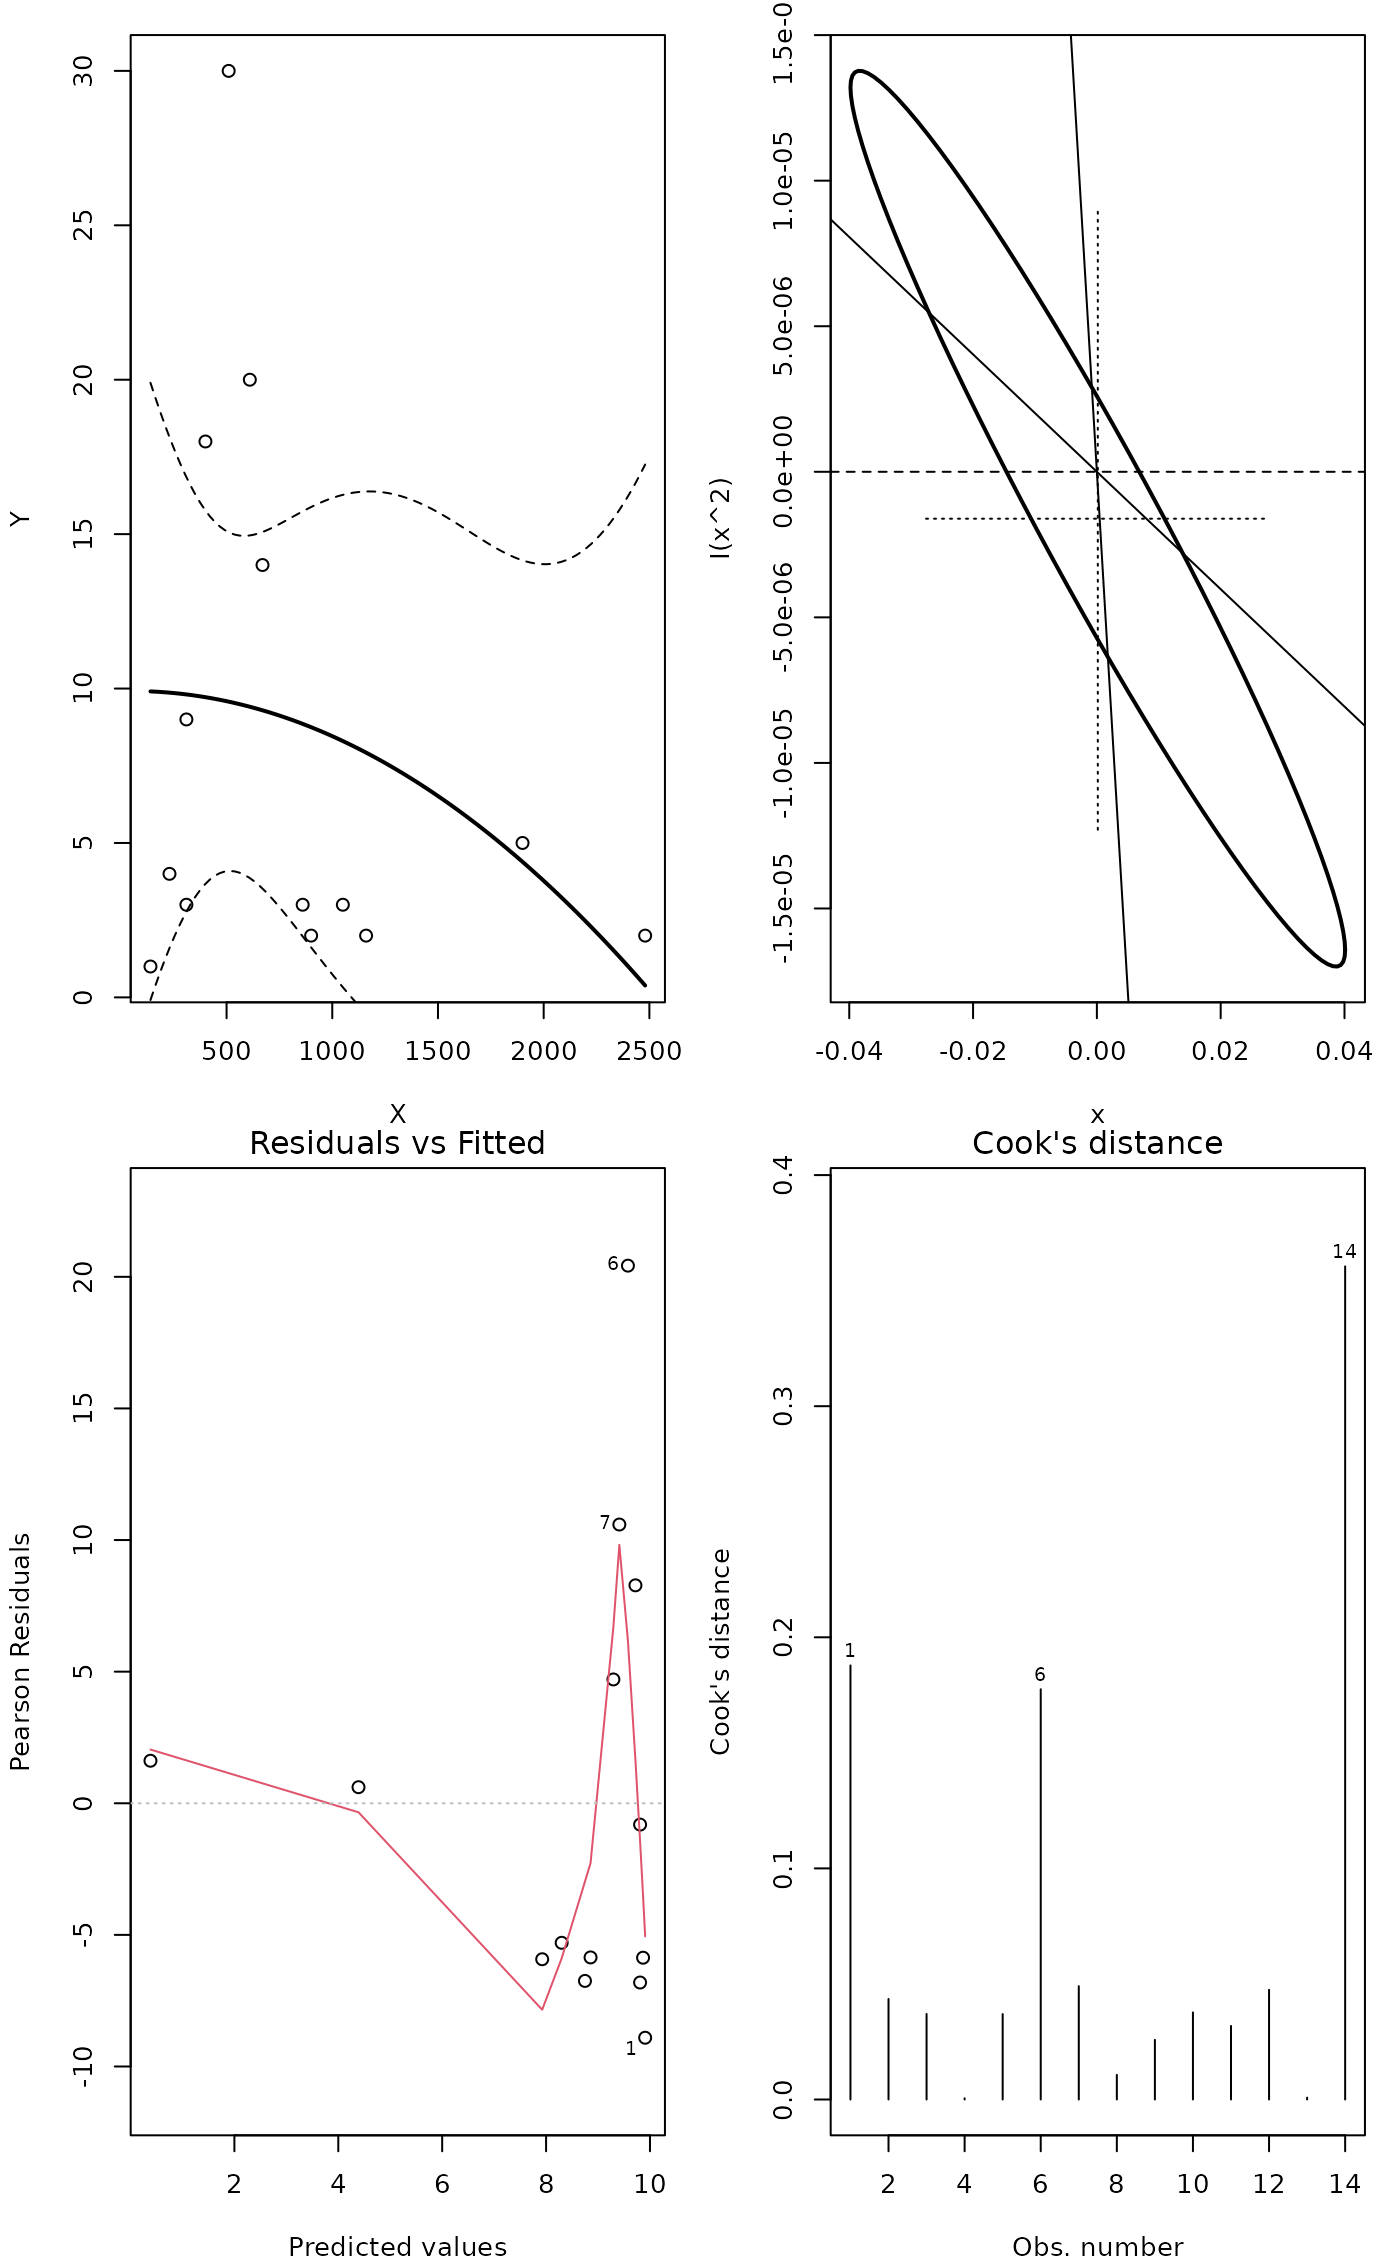 30
25
20
15
10
5
0
Y
500 1000 1500 2000 2500
X
1.5e-0
1.0e-05
5.0e-06
0.0e+00
-5.0e-06
-1.0e-05
-1.5e-05
I(x^2)
-0.04 -0.02 0.00 0.02 0.04
x
Residuals vs Fitted
20
15
10
5
0
-5
-10
Pearson Residuals
6
7
1
2 4 6 8 10
Predicted values
Cook's distance
0.4
0.3
0.2
0.1
0.0
Cook's distance
14
1
6
2 4 6 8 10 12 14
Obs. number